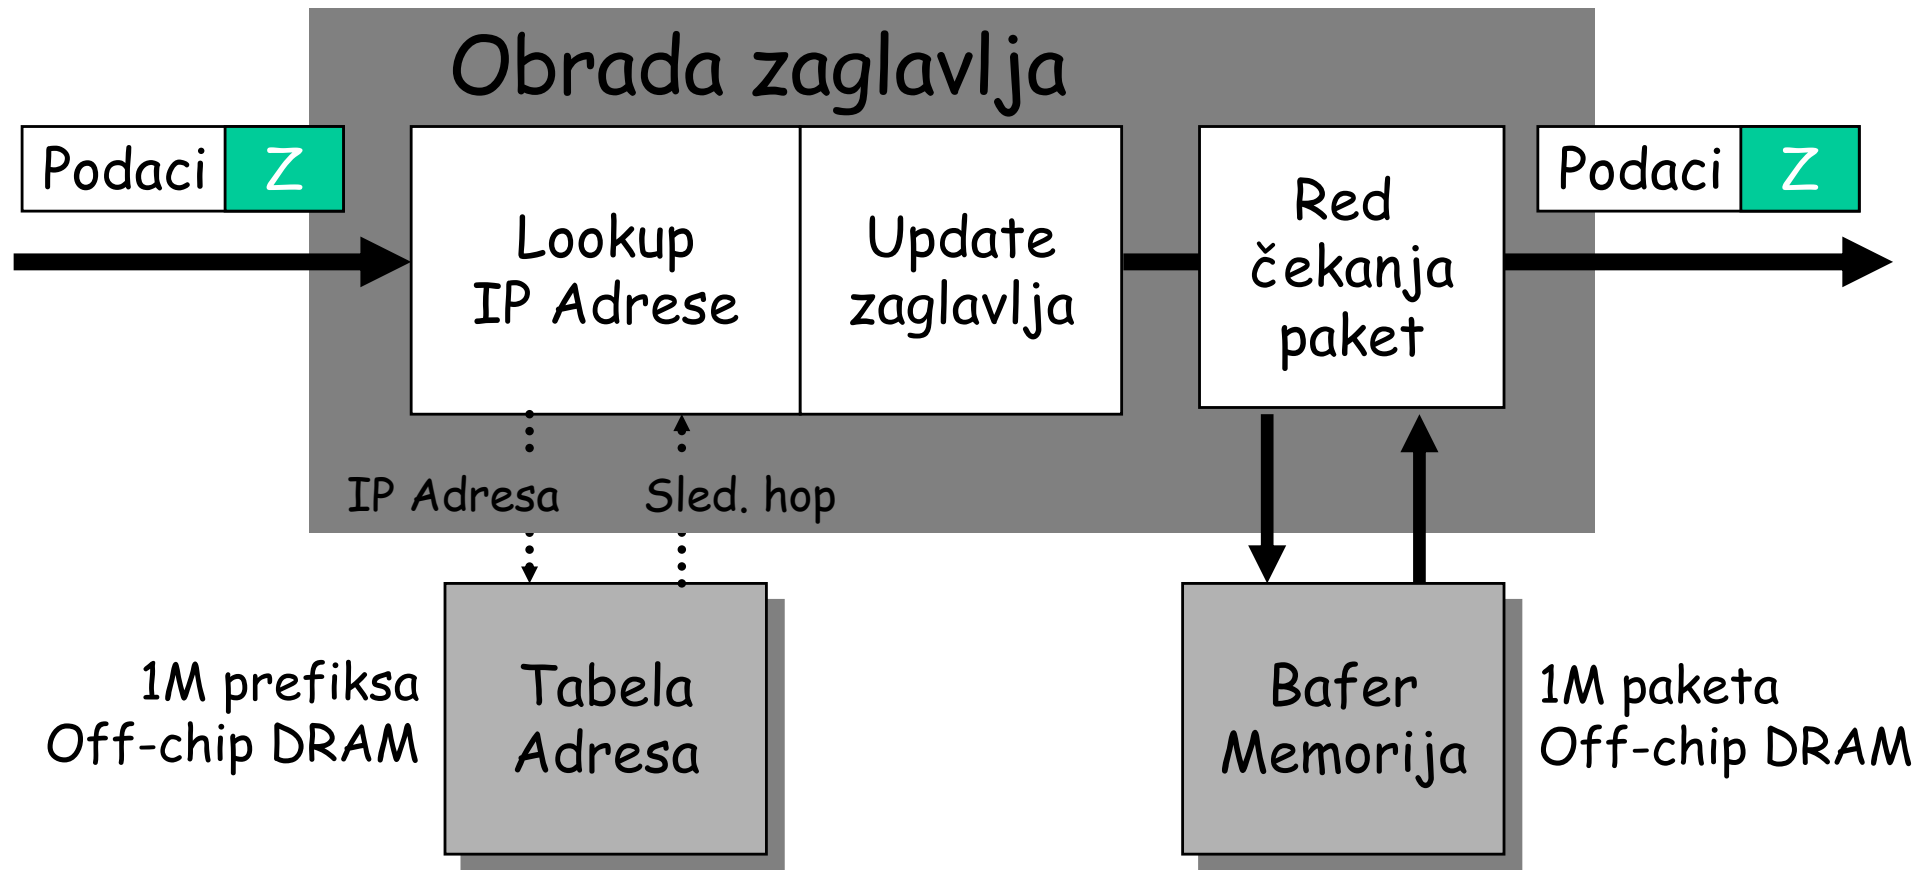 Obrada zaglavlja
Podaci Z
Lookup
IP Adrese
Update
zaglavlja
Red
čekanja
paket
Podaci Z
IP Adresa
Sled. hop
1M prefiksa
Off-chip DRAM
Tabela
Adresa
Bafer
Memorija
1M paketa
Off-chip DRAM